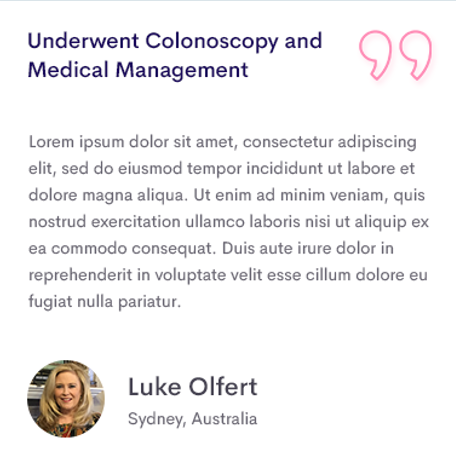 Underwent Colonoscopy and
Medical Management
Lorem ipsum dolor sit amet, consectetur adipiscing
elit, sed do eiusmod tempor incididunt ut labore et
dolore magna aliqua. Ut enim ad minim veniam, quis
nostrud exercitation ullamco laboris nisi ut aliquip ex
ea commodo consequat. Duis aute irure dolor in
reprehenderit in voluptate velit esse cillum dolore eu
fugiat nulla pariatur.
Luke Olfert
Sydney, Australia